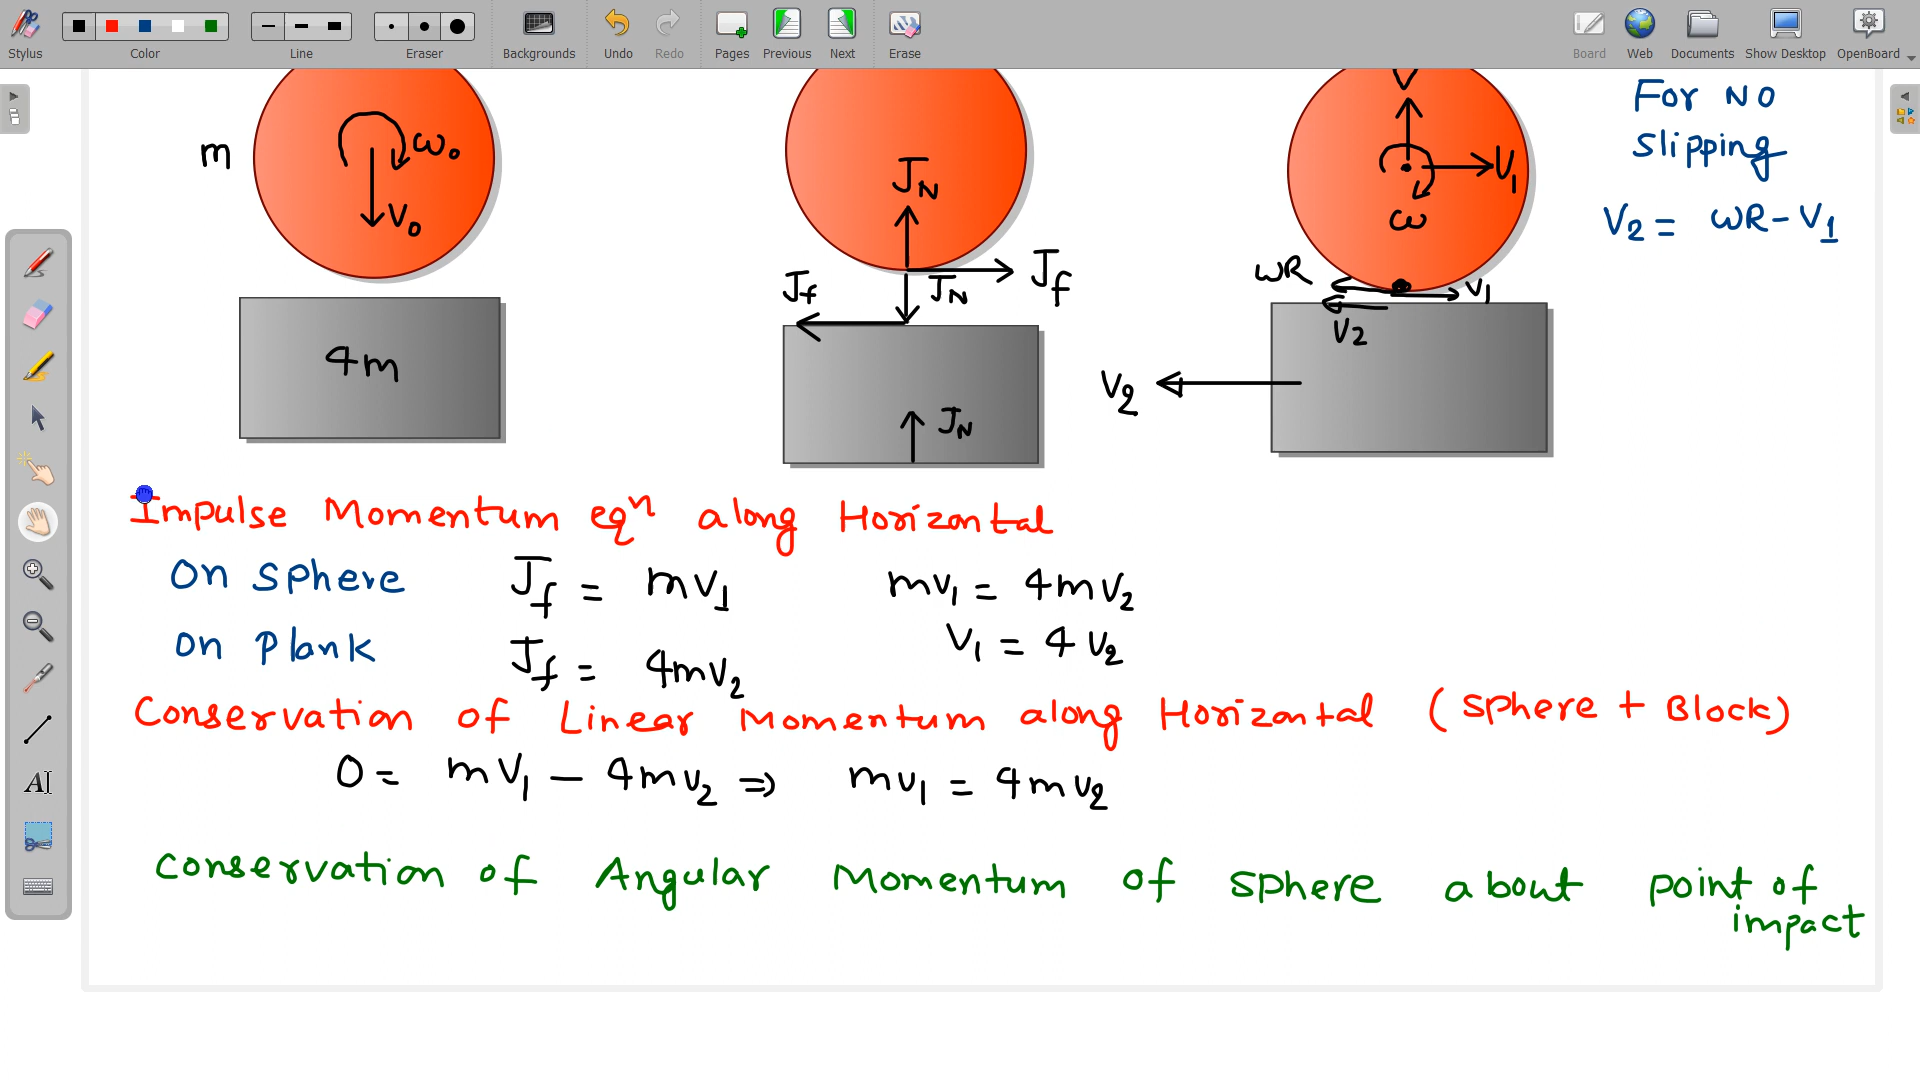 Stylus
Color
Line
Eraser
Backgrounds
Undo
Redo
Pages
Previous
Next
Erase
Board
Web
Documents
Show Desktop
OpenBoard
m
ω₀
V₀
4m
J_N
J_f
J_f
J_N
J_N
V
V₁
ω
ωR
V₁
V₂
V₂
For NO
slipping
V₂ = ωR - V₁
Impulse Momentum eqⁿ along Horizontal
On sphere J_f = mV₁ mv₁ = 4mV₂
On plank J_f = 4mV₂ V₁ = 4V₂
Conservation of Linear Momentum along Horizontal (sphere + Block)
0 = mV₁ - 4mv₂ ⇒ mv₁ = 4mv₂
Conservation of Angular Momentum of sphere about point of
impact
AI